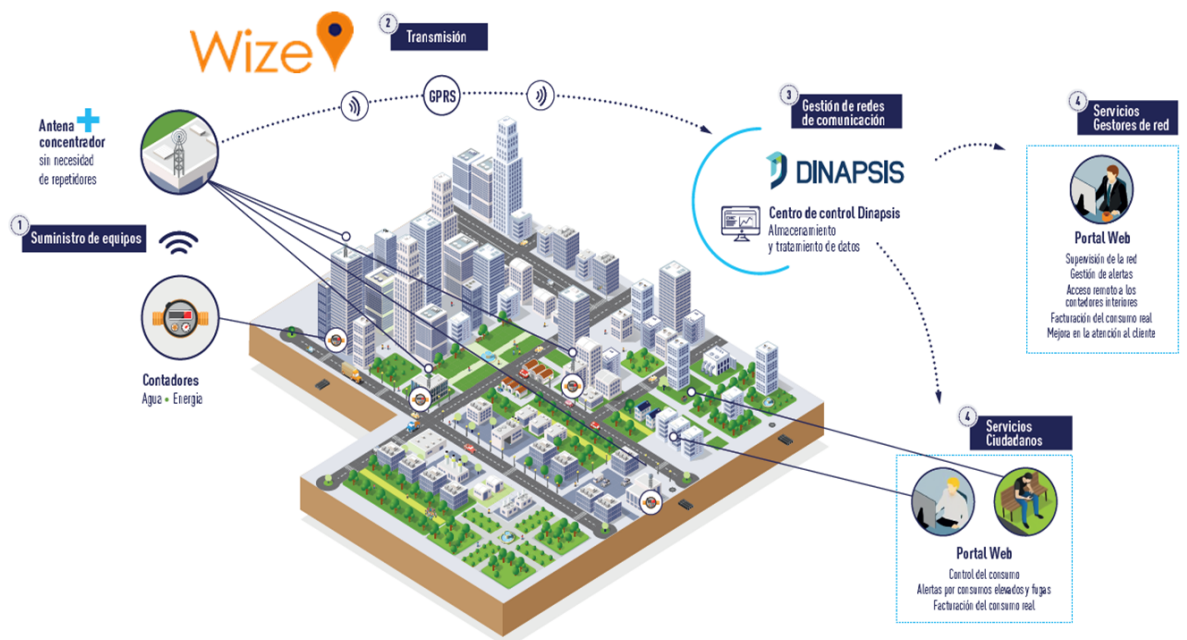 Wize
2
Transmisión
GPRS
Antena +
concentrador
sin necesidad
de repetidores
1
Suministro de equipos
Contadores
Agua • Energia
3
Gestión de redes
de comunicación
DINAPSIS
Centro de control Dinapsis
Almaceramiento
y tratamiento de datos
4
Servicios
Gestores de red
Portal Web
Supervisión de la red
Gestión de alertas
Acceso remoto a los
contadores interiores
Facturación del consumo real
Mejora en la atención al cliente
4
Servicios
Ciudadanos
Portal Web
Control del consumo
Alertas por consumos elevados y fugas
Facturación del consumo real